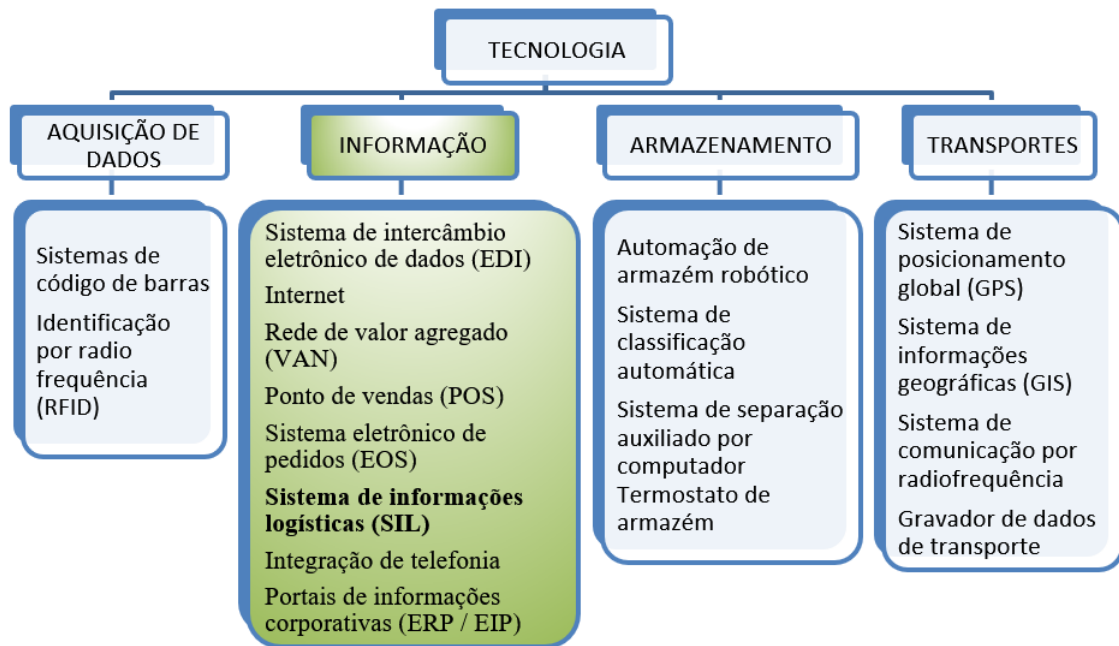 TECNOLOGIA
AQUISIÇÃO DE
DADOS
Sistemas de
código de barras
Identificação
por radio
frequência
(RFID)
INFORMAÇÃO
Sistema de intercâmbio
eletrônico de dados (EDI)
Internet
Rede de valor agregado
(VAN)
Ponto de vendas (POS)
Sistema eletrônico de
pedidos (EOS)
Sistema de informações
logísticas (SIL)
Integração de telefonia
Portais de informações
corporativas (ERP / EIP)
ARMAZENAMENTO
Automação de
armazém robótico
Sistema de
classificação
automática
Sistema de separação
auxiliado por
computador
Termostato de
armazém
TRANSPORTES
Sistema de
posicionamento
global (GPS)
Sistema de
informações
geográficas (GIS)
Sistema de
comunicação por
radiofrequência
Gravador de dados
de transporte